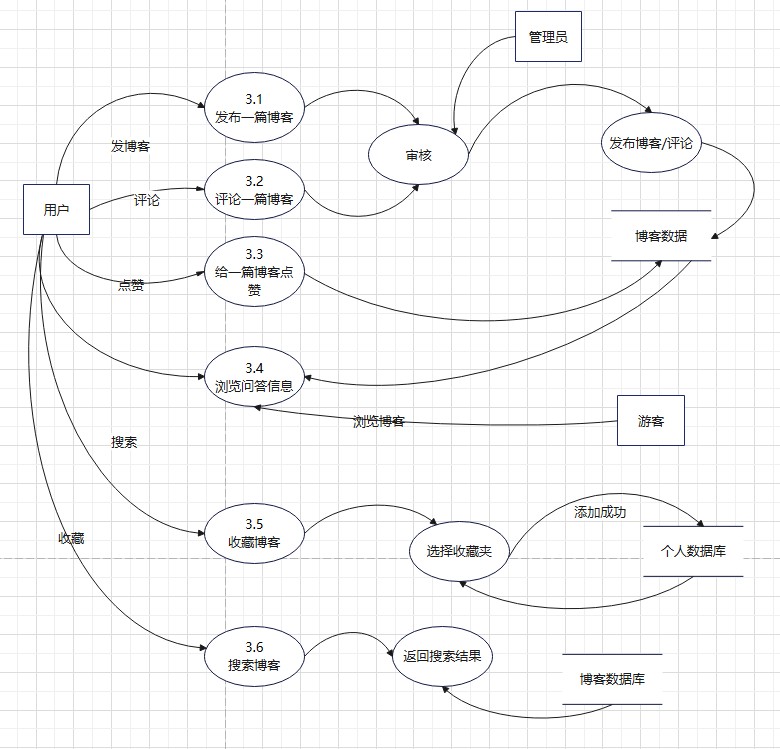 管理员
3.1
发布一篇博客
发布博客/评论
发博客
审核
3.2
评论一篇博客
评论
用户
博客数据
3.3
给一篇博客点
赞
点赞
3.4
浏览问答信息
浏览博客
游客
搜索
添加成功
3.5
收藏博客
收藏
选择收藏夹
个人数据库
3.6
搜索博客
返回搜索结果
博客数据库